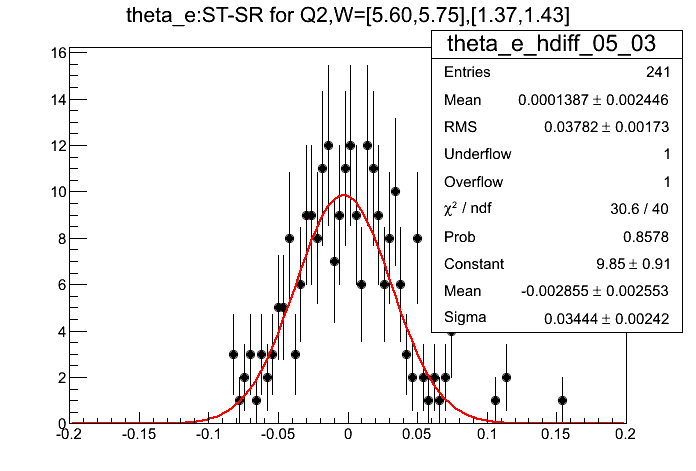 theta_e:ST-SR for Q2,W=[5.60,5.75],[1.37,1.43]
theta_e_hdiff_05_03
Entries 241
Mean 0.0001387 ± 0.002446
RMS 0.03782 ± 0.00173
Underflow 1
Overflow 1
χ² / ndf 30.6 / 40
Prob 0.8578
Constant 9.85 ± 0.91
Mean -0.002855 ± 0.002553
Sigma 0.03444 ± 0.00242
16
14
12
10
8
6
4
2
0
-0.2 -0.15 -0.1 -0.05 0 0.05 0.1 0.15 0.2